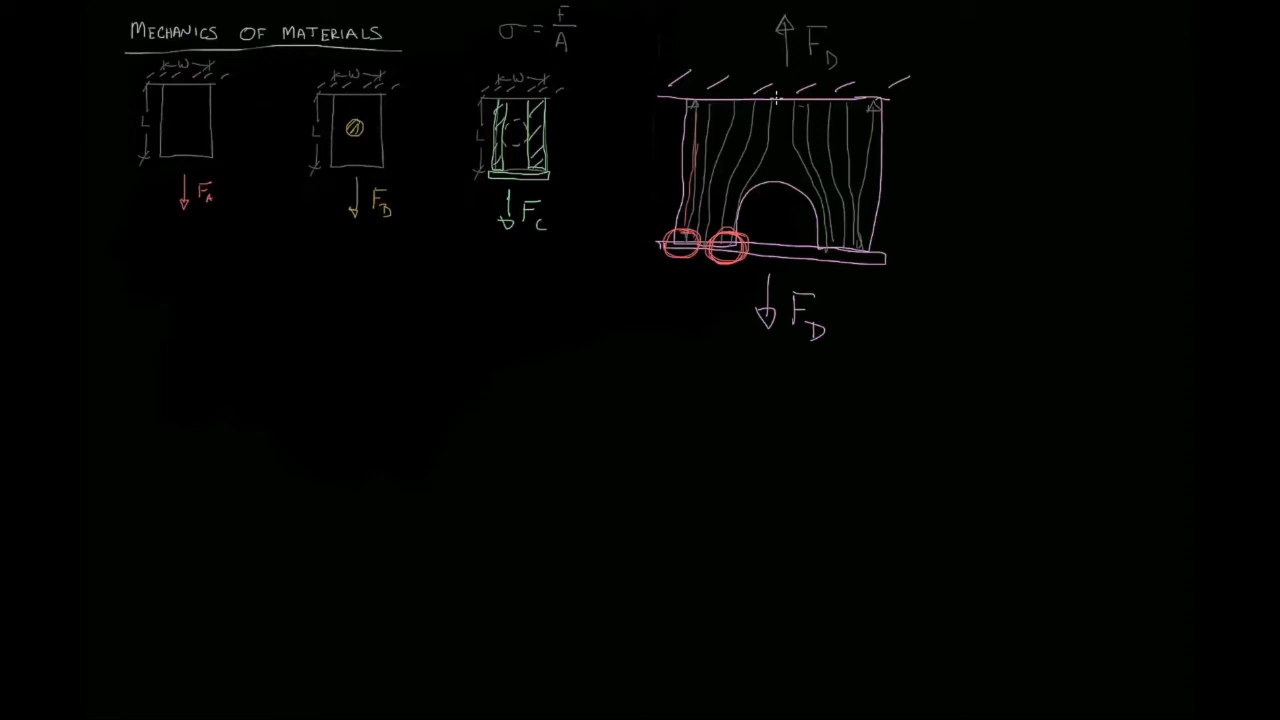 MECHANICS OF MATERIALS
σ = F/A
W
L
F_A
W
L
F_B
W
L
F_C
F_D
F_D